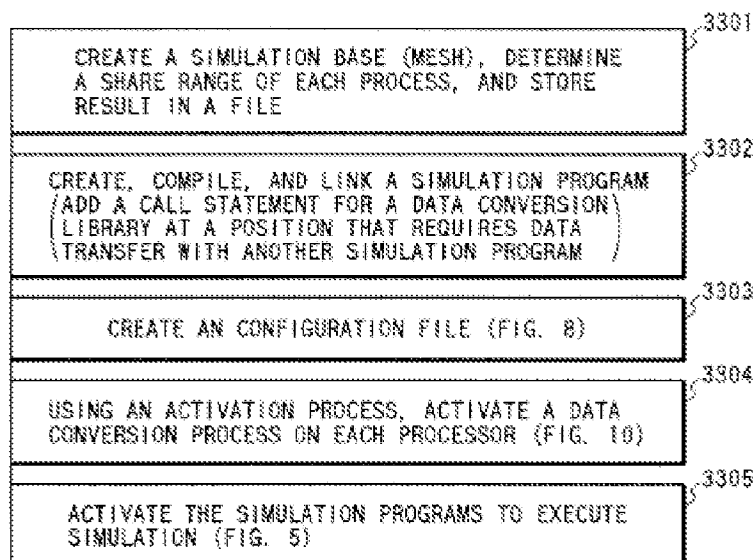 3301
CREATE A SIMULATION BASE (MESH), DETERMINE
A SHARE RANGE OF EACH PROCESS, AND STORE
RESULT IN A FILE
3302
CREATE, COMPILE, AND LINK A SIMULATION PROGRAM
(ADD A CALL STATEMENT FOR A DATA CONVERSION
LIBRARY AT A POSITION THAT REQUIRES DATA
TRANSFER WITH ANOTHER SIMULATION PROGRAM)
3303
CREATE AN CONFIGURATION FILE (FIG. 8)
3304
USING AN ACTIVATION PROCESS, ACTIVATE A DATA
CONVERSION PROCESS ON EACH PROCESSOR (FIG. 10)
3305
ACTIVATE THE SIMULATION PROGRAMS TO EXECUTE
SIMULATION (FIG. 5)